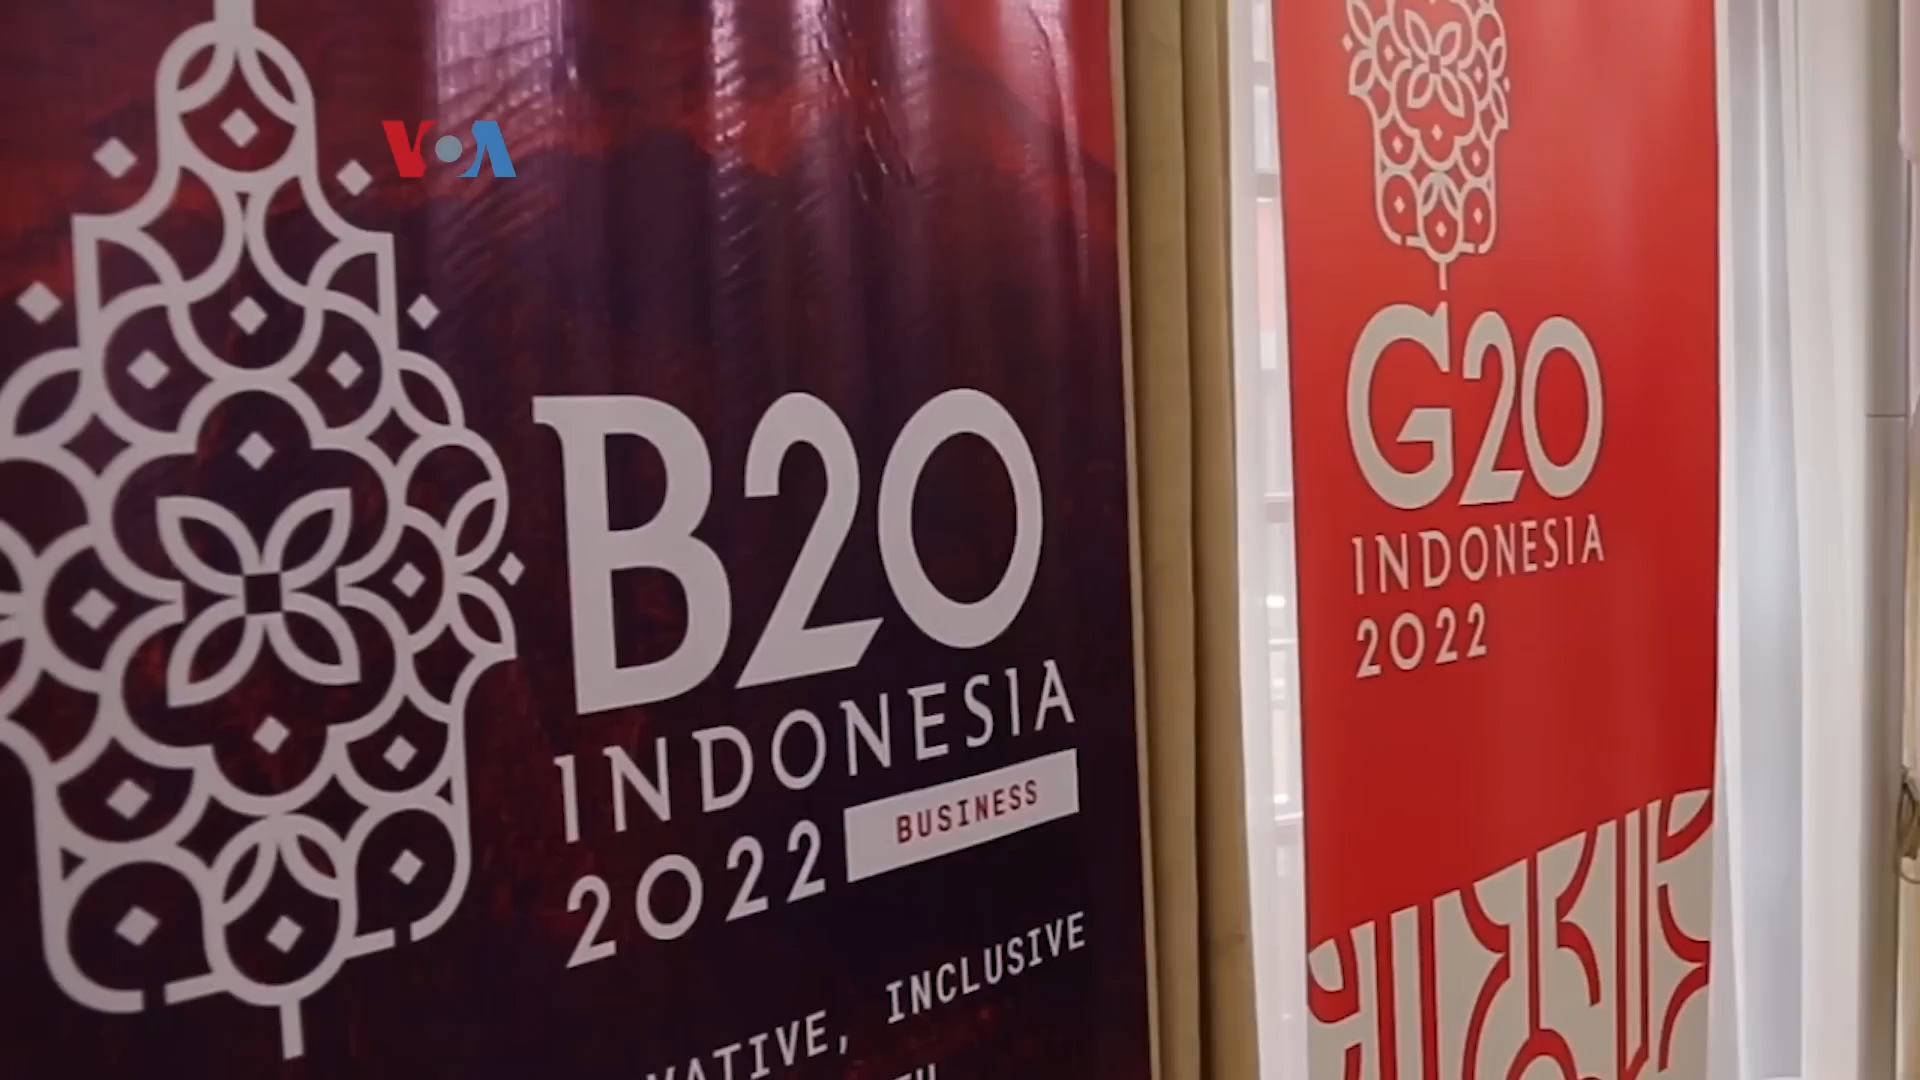 VOA
B20
INDONESIA
2022 BUSINESS
INCLUSIVE
G20
INDONESIA
2022